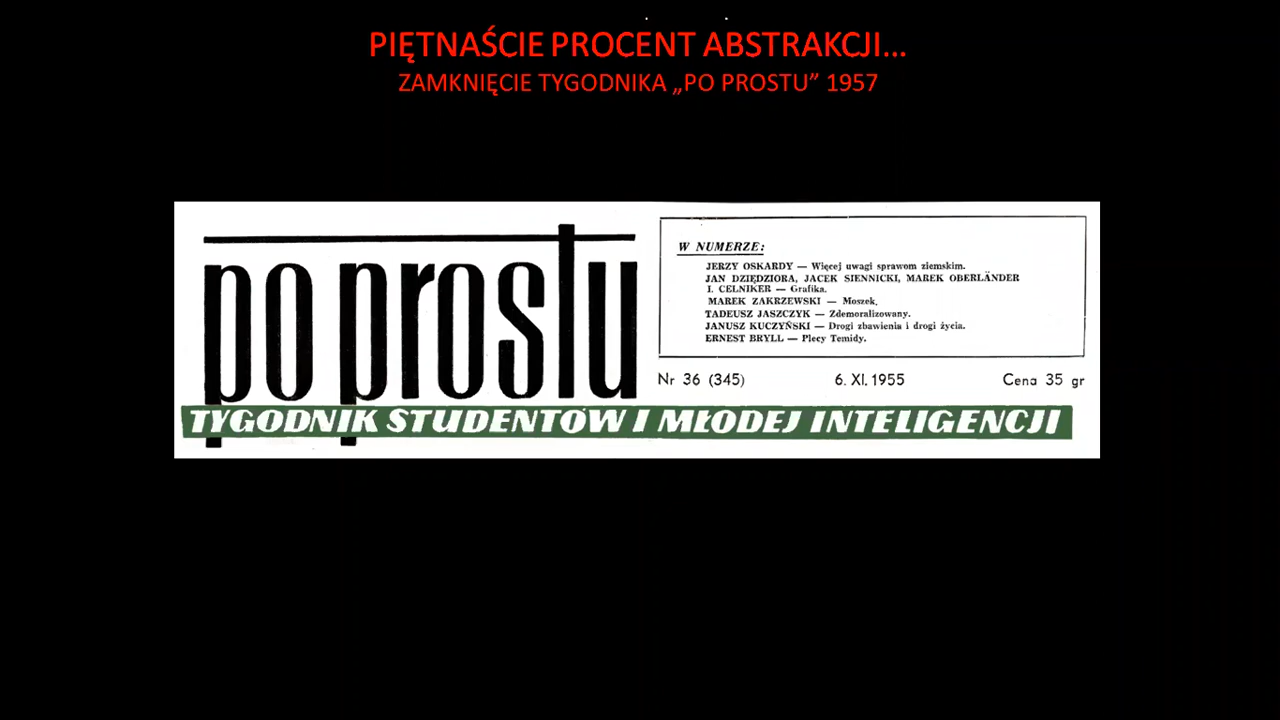 PIĘTNAŚCIE PROCENT ABSTRAKCJI...
ZAMKNIĘCIE TYGODNIKA „PO PROSTU” 1957
po prostu
W NUMERZE:
JERZY OSKARDY — Więcej uwagi sprawom ziemskim.
JAN DZIĘDZIORA, JACEK SIENNICKI, MAREK OBERLÄNDER
I. CELNIKER — Grafika.
MAREK ZAKRZEWSKI — Moszek.
TADEUSZ JASZCZYK — Zdemoralizowany.
JANUSZ KUCZYŃSKI — Drogi zbawienia i drogi życia.
ERNEST BRYLL — Plecy Temidy.
Nr 36 (345) 6. XI. 1955 Cena 35 gr
TYGODNIK STUDENTÓW I MŁODEJ INTELIGENCJI